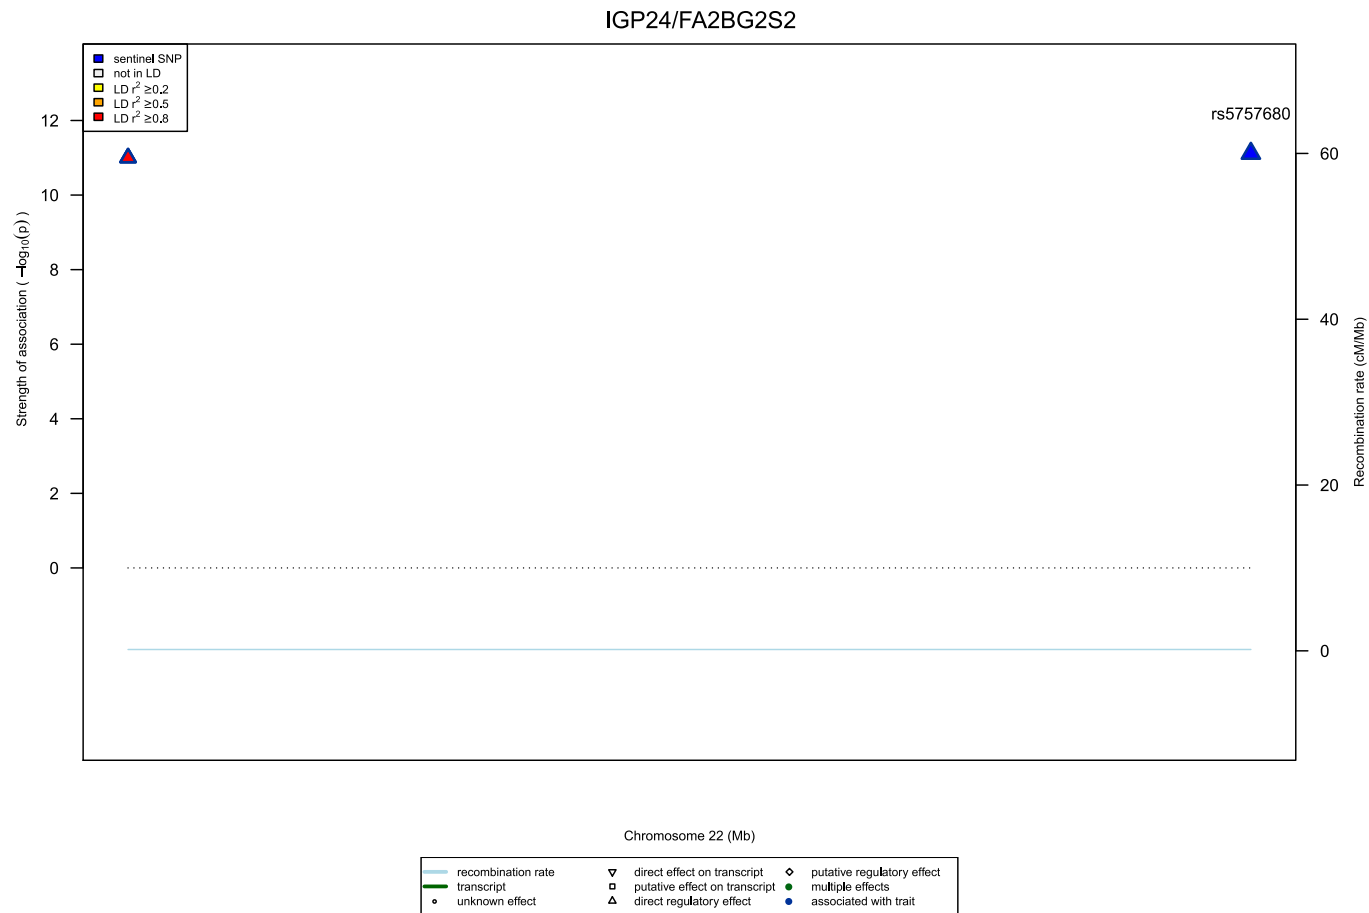 IGP24/FA2BG2S2
sentinel SNP
not in LD
LD r² ≥0.2
LD r² ≥0.5
LD r² ≥0.8
rs5757680
12
10
8
6
4
2
0
Strength of association ( −log₁₀(p) )
60
40
20
0
Recombination rate (cM/Mb)
Chromosome 22 (Mb)
recombination rate
transcript
unknown effect
direct effect on transcript
putative effect on transcript
direct regulatory effect
putative regulatory effect
multiple effects
associated with trait